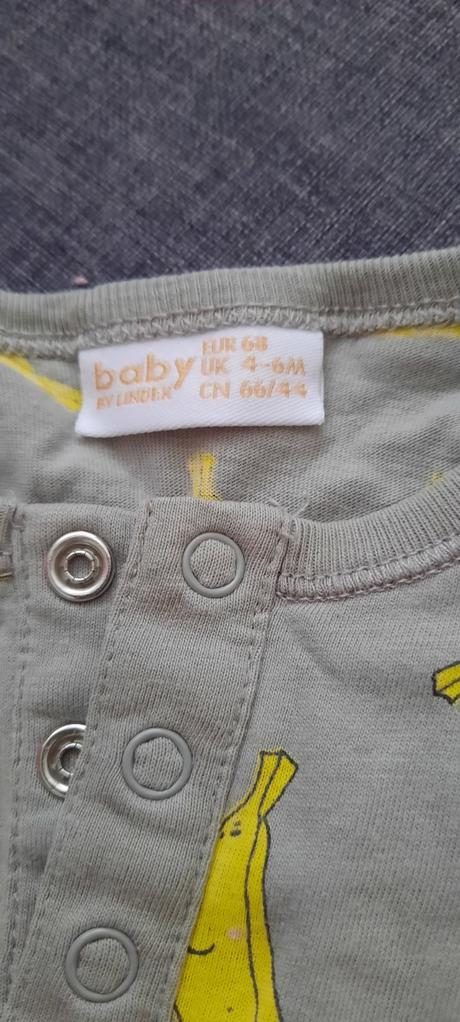 baby
BY LINDEX
EUR 68
UK 4-6M
CN 66/44